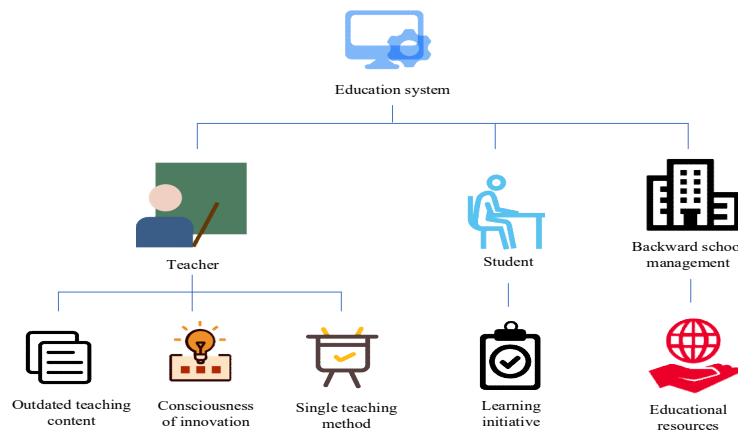 Education system
Teacher
Student
Backward school
management
Outdated teaching
content
Consciousness
of innovation
Single teaching
method
Learning
initiative
Educational
resources